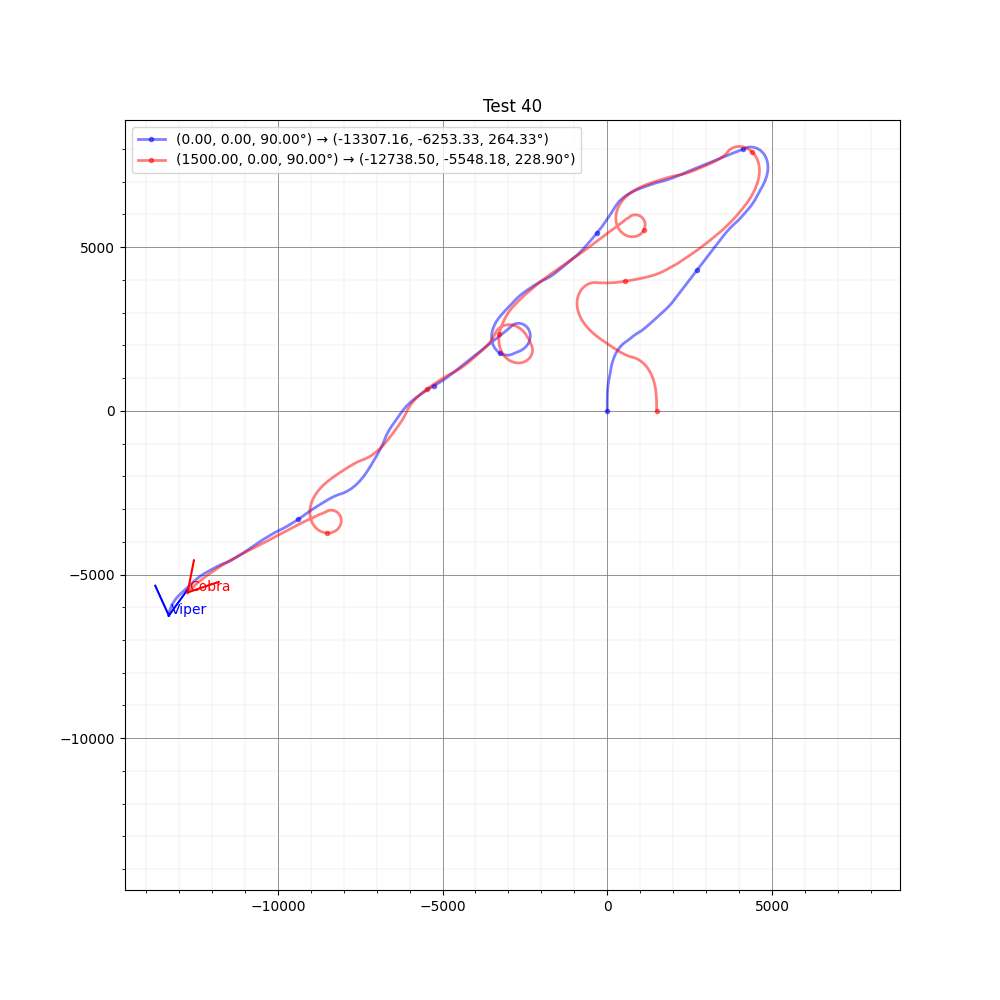 Test 40
(0.00, 0.00, 90.00°) → (-13307.16, -6253.33, 264.33°)
(1500.00, 0.00, 90.00°) → (-12738.50, -5548.18, 228.90°)
5000
0
−5000
Cobra
Viper
−10000
−10000
−5000
0
5000